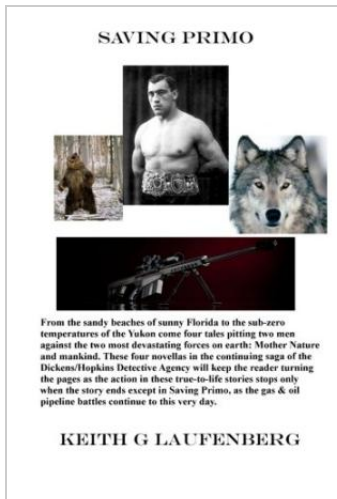 SAVING PRIMO
From the sandy beaches of sunny Florida to the sub-zero
temperatures of the Yukon come four tales pitting two men
against the two most devastating forces on earth: Mother Nature
and mankind. These four novellas in the continuing saga of the
Dickens/Hopkins Detective Agency will keep the reader turning
the pages as the action in these true-to-life stories stops only
when the story ends except in Saving Primo, as the gas & oil
pipeline battles continue to this very day.
KEITH G LAUFENBERG